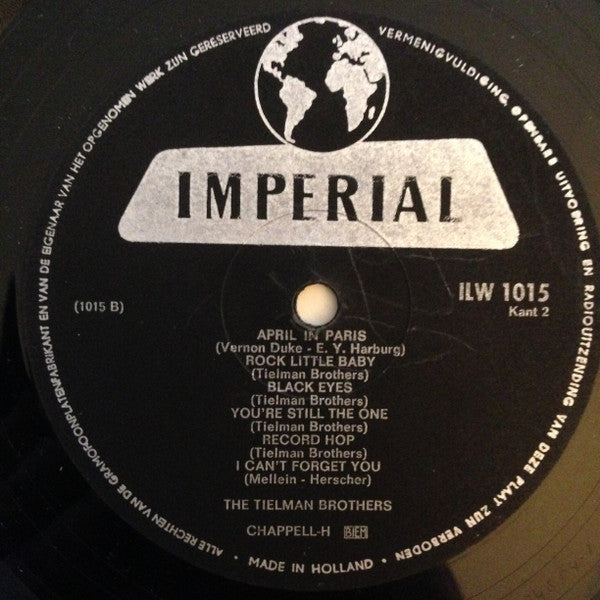 ALLE RECHTEN VAN DE GRAMOFOONPLATENFABRIKANT EN VAN DE EIGENAAR VAN HET OPGENOMEN WERK ZIJN GERESERVEERD
VERMENIGVULDIGING, OPENBARE UITVOERING EN RADIOUITZENDING VAN DEZE PLAAT ZIJN VERBODEN
IMPERIAL
(1015 B)
ILW 1015
Kant 2
APRIL IN PARIS
(Vernon Duke - E. Y. Harburg)
ROCK LITTLE BABY
(Tielman Brothers)
BLACK EYES
(Tielman Brothers)
YOU'RE STILL THE ONE
(Tielman Brothers)
RECORD HOP
(Tielman Brothers)
I CAN'T FORGET YOU
(Mellein - Herscher)
THE TIELMAN BROTHERS
CHAPPELL-H BIEM
• MADE IN HOLLAND •